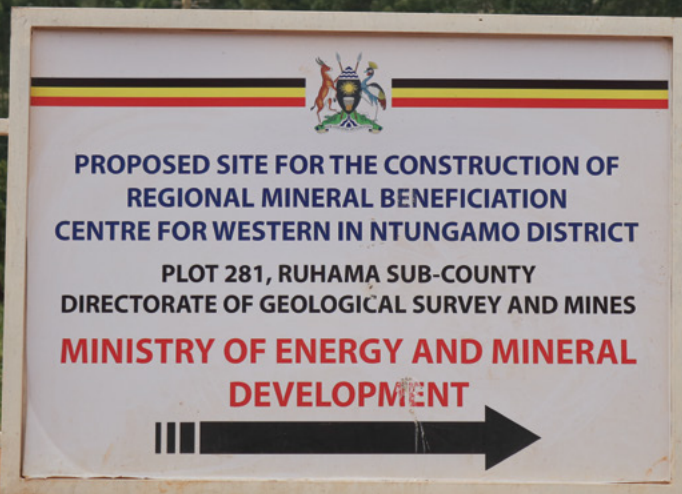 PROPOSED SITE FOR THE CONSTRUCTION OF
REGIONAL MINERAL BENEFICIATION
CENTRE FOR WESTERN IN NTUNGAMO DISTRICT
PLOT 281, RUHAMA SUB-COUNTY
DIRECTORATE OF GEOLOGICAL SURVEY AND MINES
MINISTRY OF ENERGY AND MINERAL
DEVELOPMENT